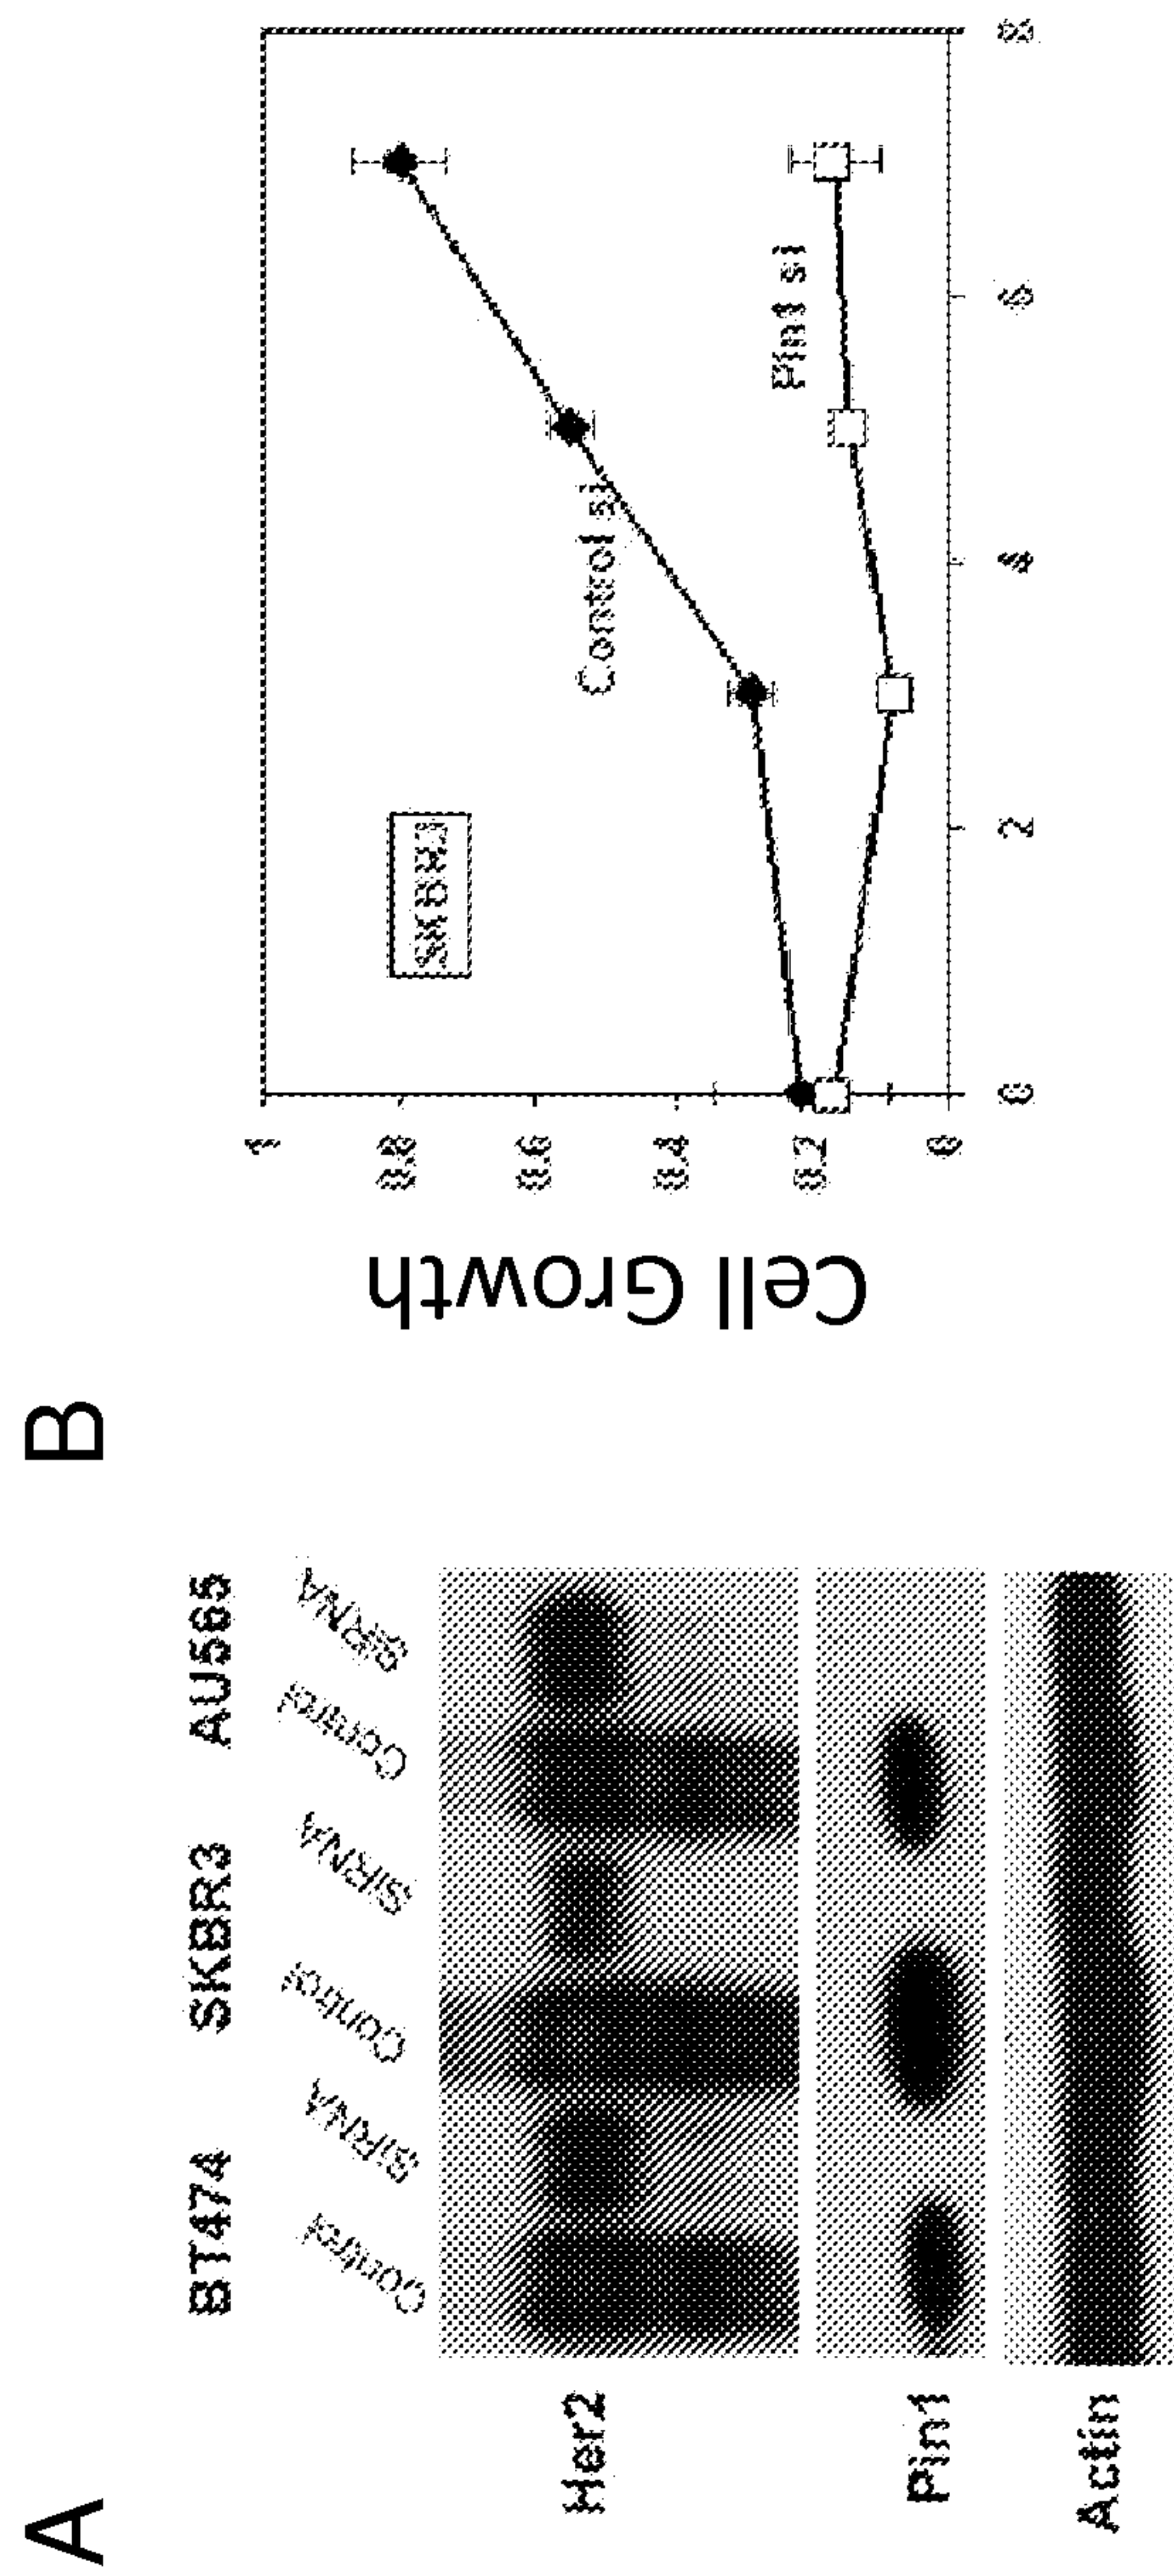 A
BT474 SKBR3 AU565
Control SiRNA Control SiRNA Control SiRNA
Her2
Pin1
Actin
B
Cell Growth
1
0.8
0.6
0.4
0.2
0
SKBR3
Control si
Pin1 si
0 2 4 6 8